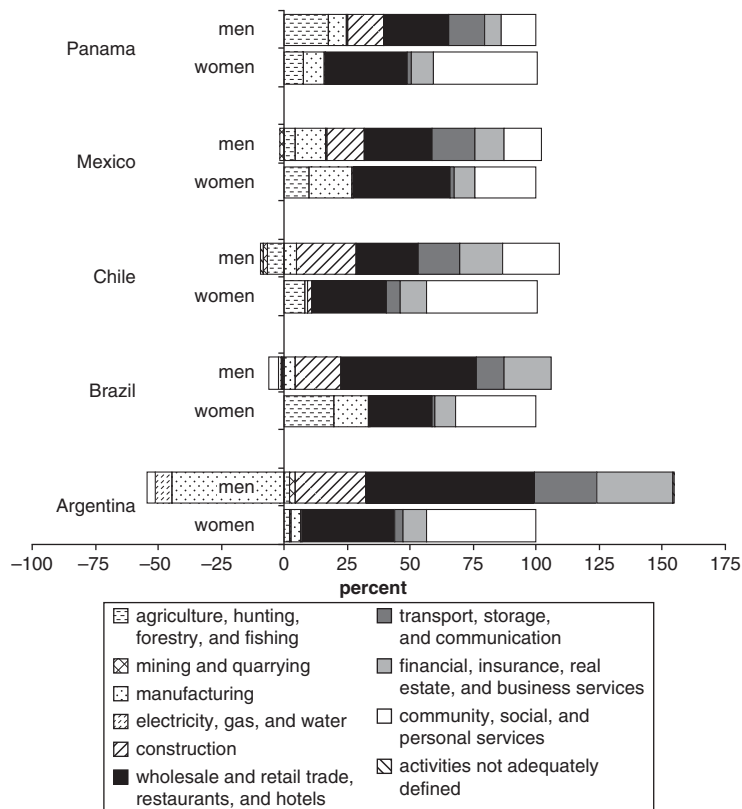 Panama
men
women
Mexico
men
women
Chile
men
women
Brazil
men
women
Argentina
men
women
–100 –75 –50 –25 0 25 50 75 100 125 150 175
percent
agriculture, hunting,
forestry, and fishing
mining and quarrying
manufacturing
electricity, gas, and water
construction
wholesale and retail trade,
restaurants, and hotels
transport, storage,
and communication
financial, insurance, real
estate, and business services
community, social, and
personal services
activities not adequately
defined